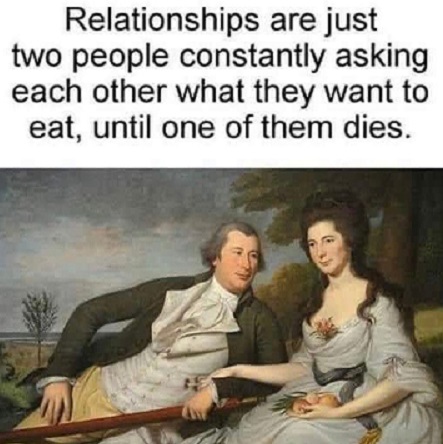 Relationships are just
two people constantly asking
each other what they want to
eat, until one of them dies.